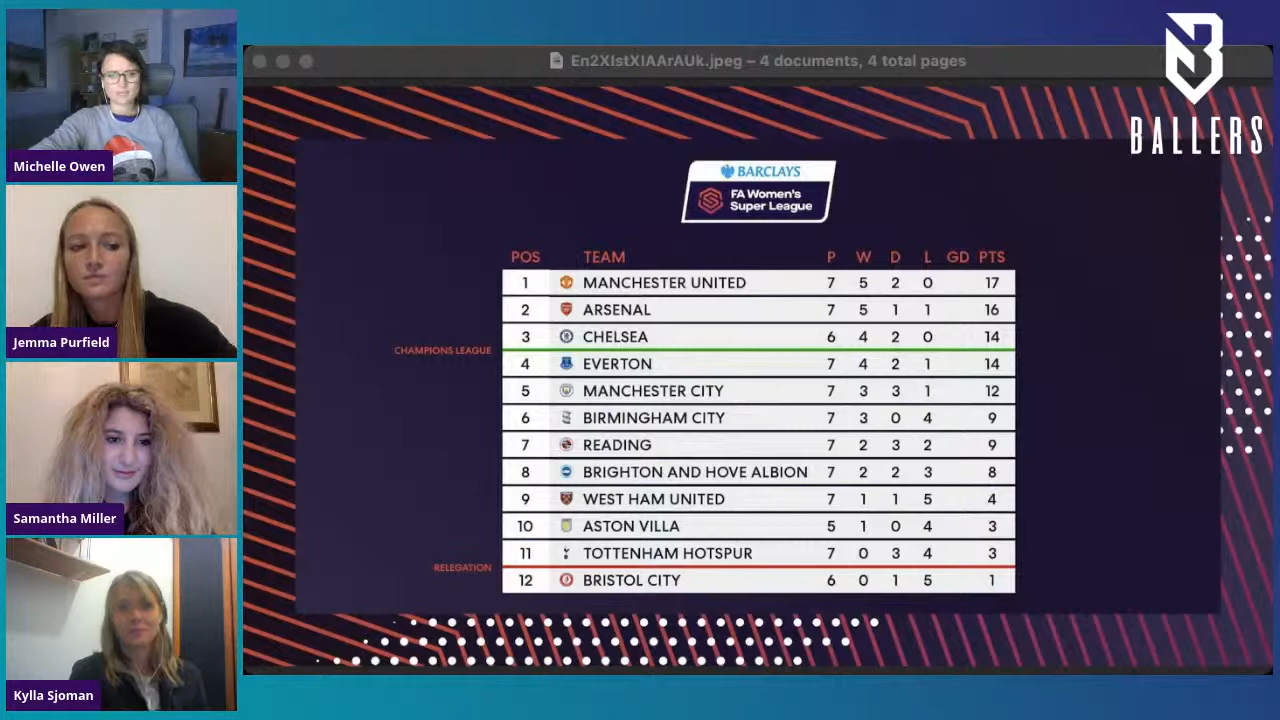 Michelle Owen
Jemma Purfield
Samantha Miller
Kylla Sjoman
En2XIstXIAArAUk.jpeg – 4 documents, 4 total pages
BALLERS
BARCLAYS
FA Women's
Super League
POS TEAM P W D L GD PTS
1 MANCHESTER UNITED 7 5 2 0 17
2 ARSENAL 7 5 1 1 16
3 CHELSEA 6 4 2 0 14
CHAMPIONS LEAGUE
4 EVERTON 7 4 2 1 14
5 MANCHESTER CITY 7 3 3 1 12
6 BIRMINGHAM CITY 7 3 0 4 9
7 READING 7 2 3 2 9
8 BRIGHTON AND HOVE ALBION 7 2 2 3 8
9 WEST HAM UNITED 7 1 1 5 4
10 ASTON VILLA 5 1 0 4 3
11 TOTTENHAM HOTSPUR 7 0 3 4 3
RELEGATION
12 BRISTOL CITY 6 0 1 5 1